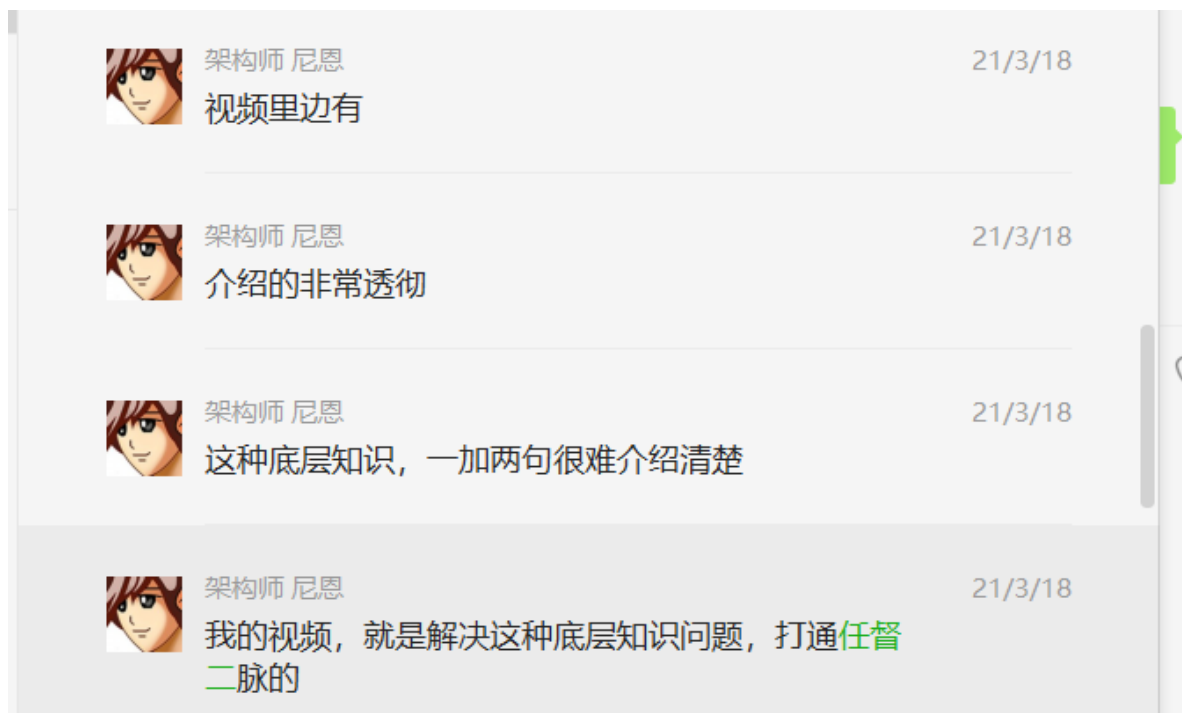 架构师 尼恩
21/3/18
视频里边有
架构师 尼恩
21/3/18
介绍的非常透彻
架构师 尼恩
21/3/18
这种底层知识，一加两句很难介绍清楚
架构师 尼恩
21/3/18
我的视频，就是解决这种底层知识问题，打通任督
二脉的